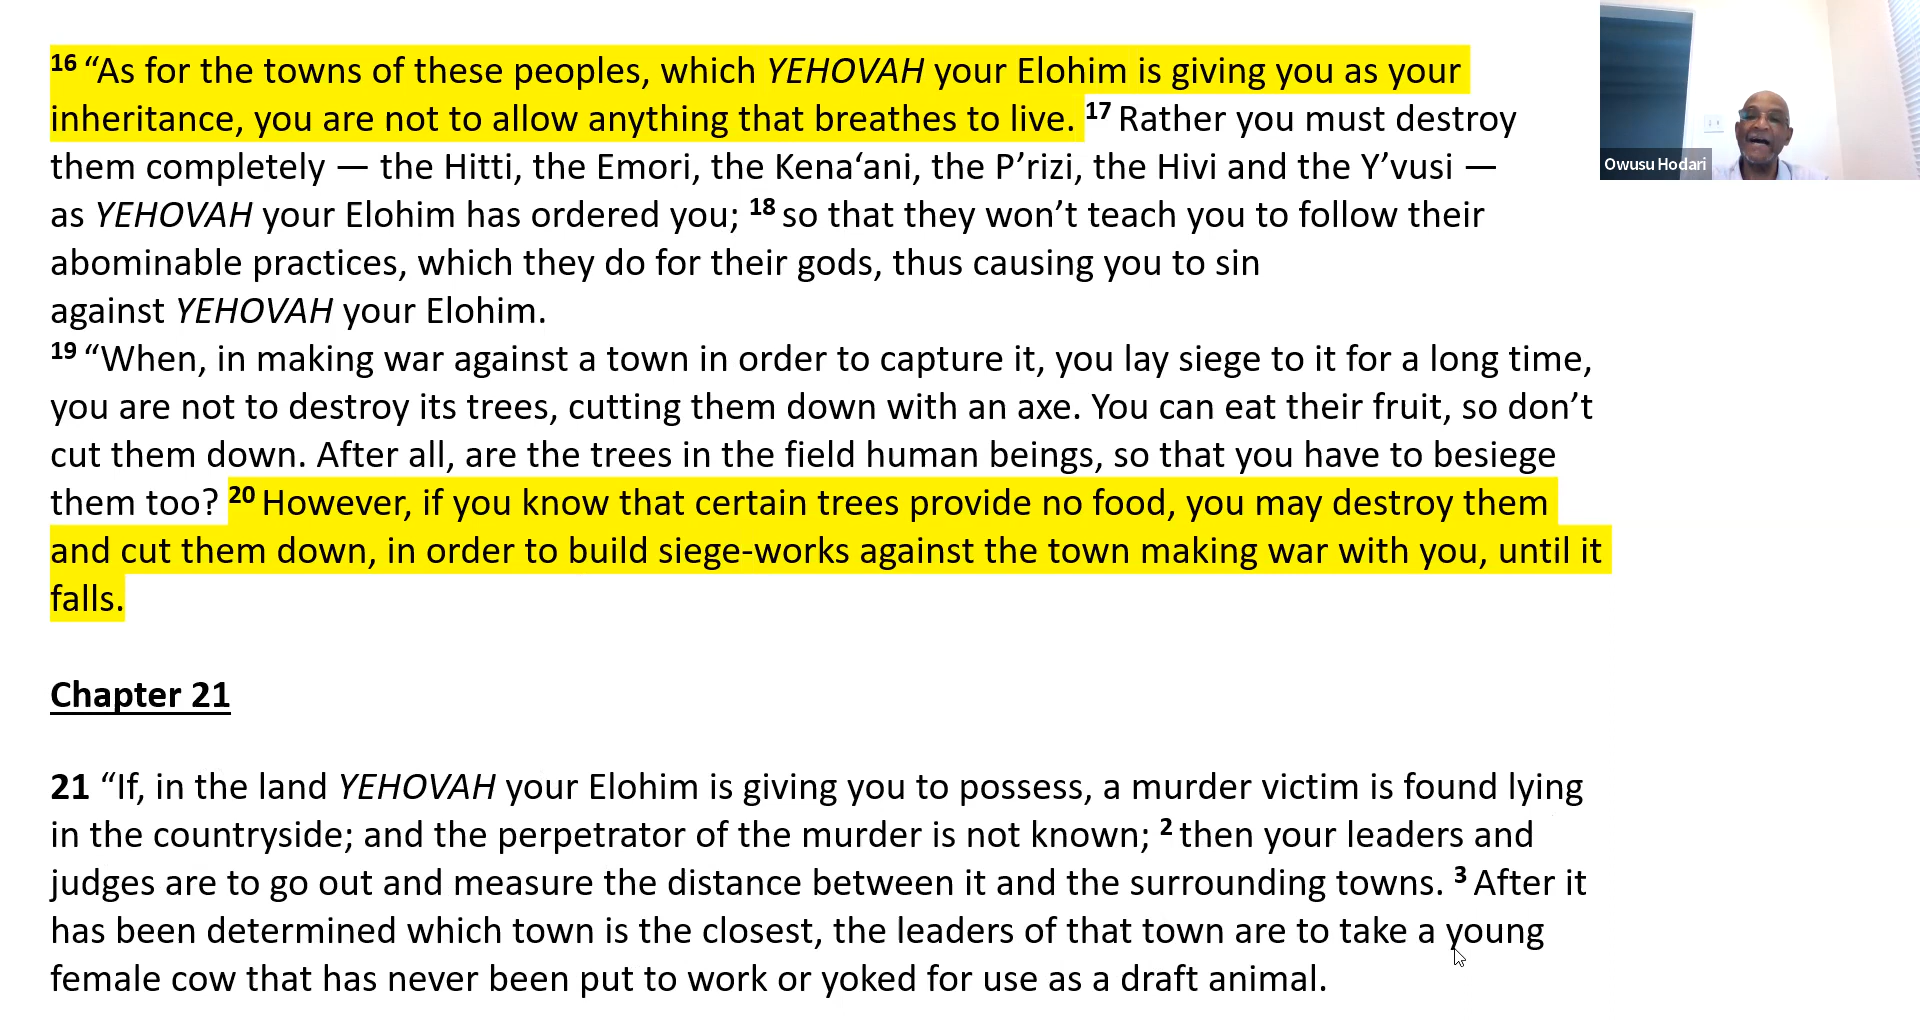 16 “As for the towns of these peoples, which YEHOVAH your Elohim is giving you as your
inheritance, you are not to allow anything that breathes to live. 17 Rather you must destroy
them completely — the Hitti, the Emori, the Kena‘ani, the P’rizi, the Hivi and the Y’vusi —
as YEHOVAH your Elohim has ordered you; 18 so that they won’t teach you to follow their
abominable practices, which they do for their gods, thus causing you to sin
against YEHOVAH your Elohim.
19 “When, in making war against a town in order to capture it, you lay siege to it for a long time,
you are not to destroy its trees, cutting them down with an axe. You can eat their fruit, so don’t
cut them down. After all, are the trees in the field human beings, so that you have to besiege
them too? 20 However, if you know that certain trees provide no food, you may destroy them
and cut them down, in order to build siege-works against the town making war with you, until it
falls.
Chapter 21
21 “If, in the land YEHOVAH your Elohim is giving you to possess, a murder victim is found lying
in the countryside; and the perpetrator of the murder is not known; 2 then your leaders and
judges are to go out and measure the distance between it and the surrounding towns. 3 After it
has been determined which town is the closest, the leaders of that town are to take a young
female cow that has never been put to work or yoked for use as a draft animal.
Owusu Hodari